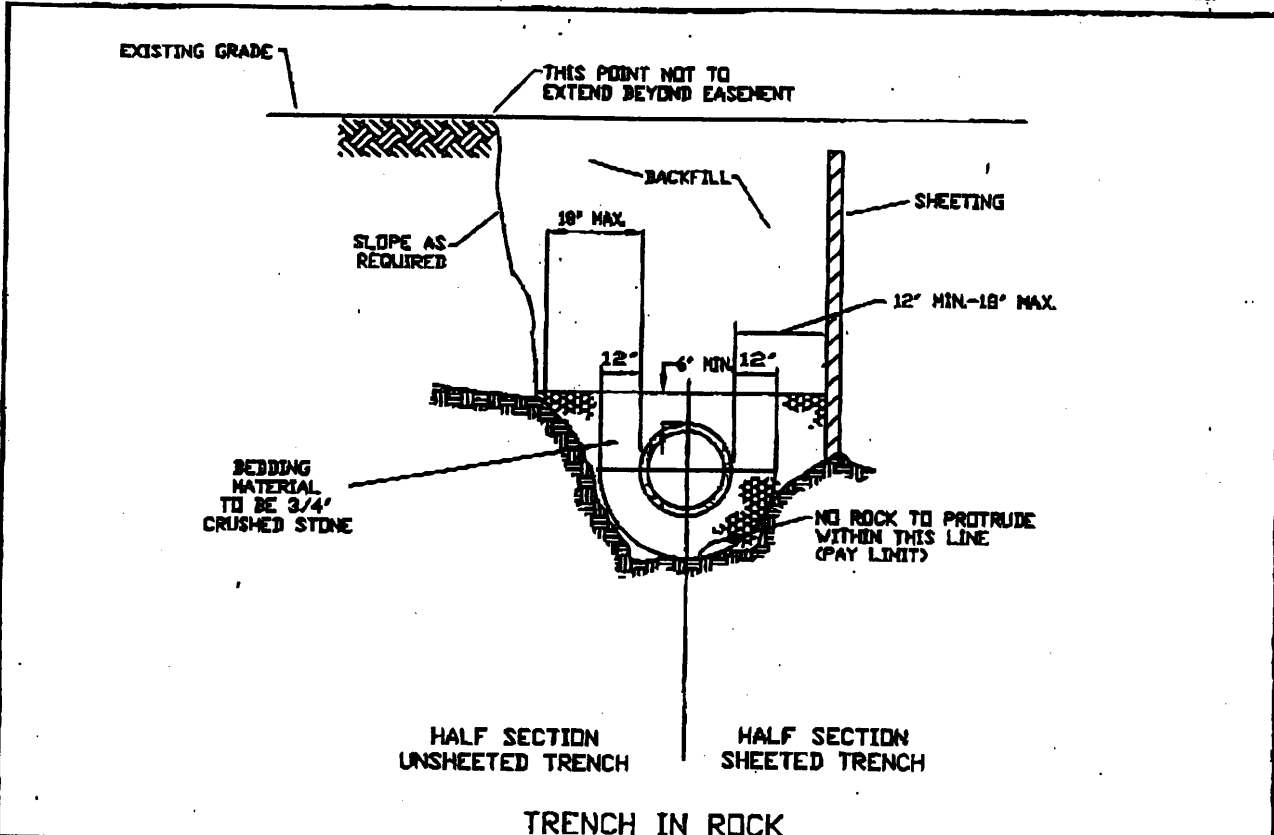 EXISTING GRADE
THIS POINT NOT TO
EXTEND BEYOND EASEMENT
BACKFILL
SHEETING
18" MAX.
SLOPE AS
REQUIRED
12" MIN.-18" MAX.
12"
6" MIN.
12"
BEDDING
MATERIAL
TO BE 3/4"
CRUSHED STONE
NO ROCK TO PROTRUDE
WITHIN THIS LINE
(PAY LIMIT)
HALF SECTION
UNSHEETED TRENCH
HALF SECTION
SHEETED TRENCH
TRENCH IN ROCK